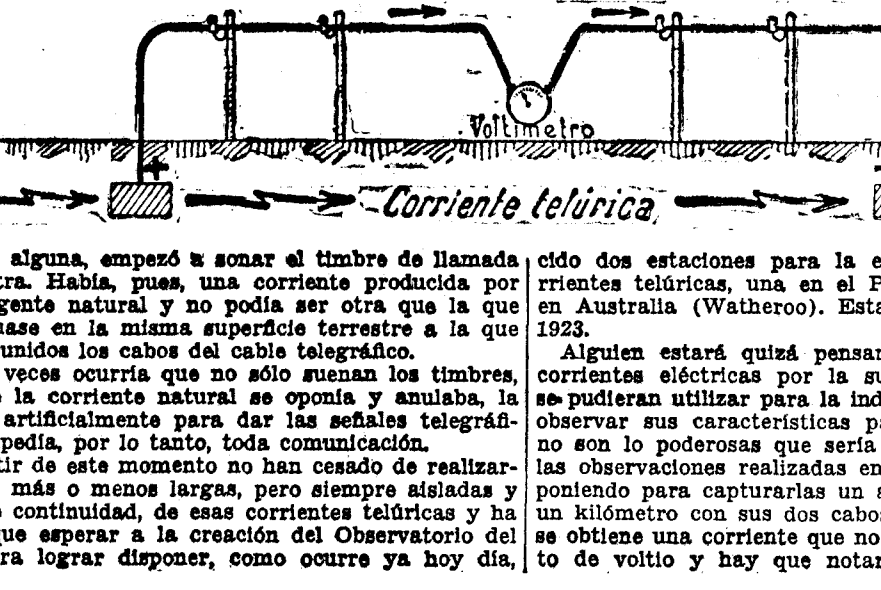 Voltímetro
+
Corriente telúrica
alguna, empezó a sonar el timbre de llamada
tra. Había, pues, una corriente producida por
gente natural y no podía ser otra que la que
nase en la misma superficie terrestre a la que
unidos los cabos del cable telegráfico.
veces ocurría que no sólo suenan los timbres,
la corriente natural se oponía y anulaba, la
artificialmente para dar las señales telegráfi-
pedía, por lo tanto, toda comunicación.
tir de este momento no han cesado de realizar-
más o menos largas, pero siempre aisladas y
continuidad, de esas corrientes telúricas y ha
que esperar a la creación del Observatorio del
ra lograr disponer, como ocurre ya hoy día,
cido dos estaciones para la e
rrientes telúricas, una en el P
en Australia (Watheroo). Esta
1923.
Alguien estará quizá pensan
corrientes eléctricas por la su
se pudieran utilizar para la ind
observar sus características pa
no son lo poderosas que sería
las observaciones realizadas en
poniendo para capturarlas un a
un kilómetro con sus dos cabo
se obtiene una corriente que no
to de voltio y hay que notar